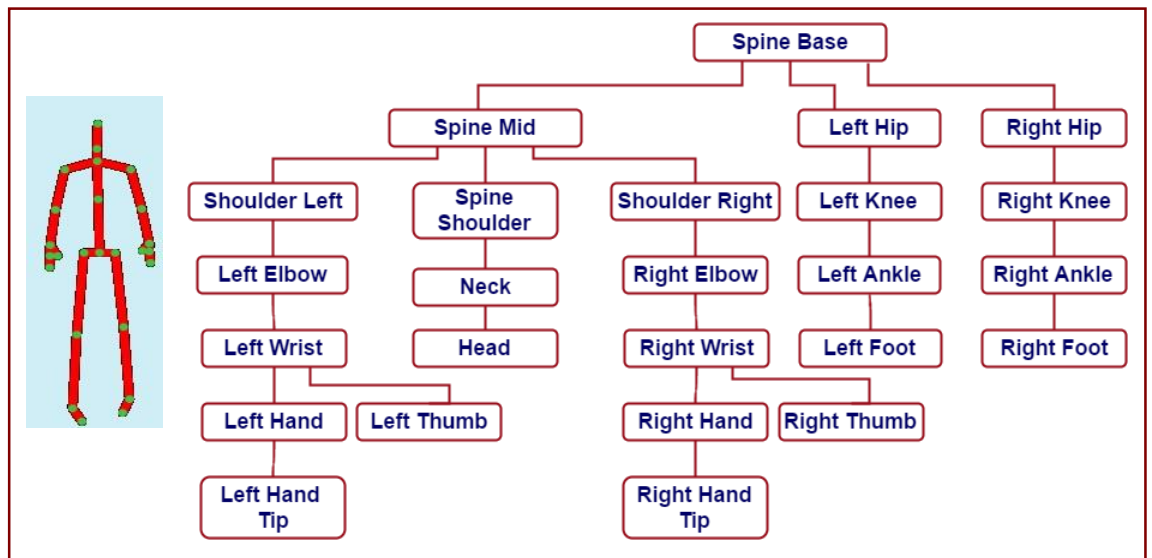 Spine Base
Spine Mid
Left Hip
Right Hip
Shoulder Left
Spine
Shoulder
Shoulder Right
Left Knee
Right Knee
Left Elbow
Neck
Right Elbow
Left Ankle
Right Ankle
Left Wrist
Head
Right Wrist
Left Foot
Right Foot
Left Hand
Left Thumb
Right Hand
Right Thumb
Left Hand
Tip
Right Hand
Tip